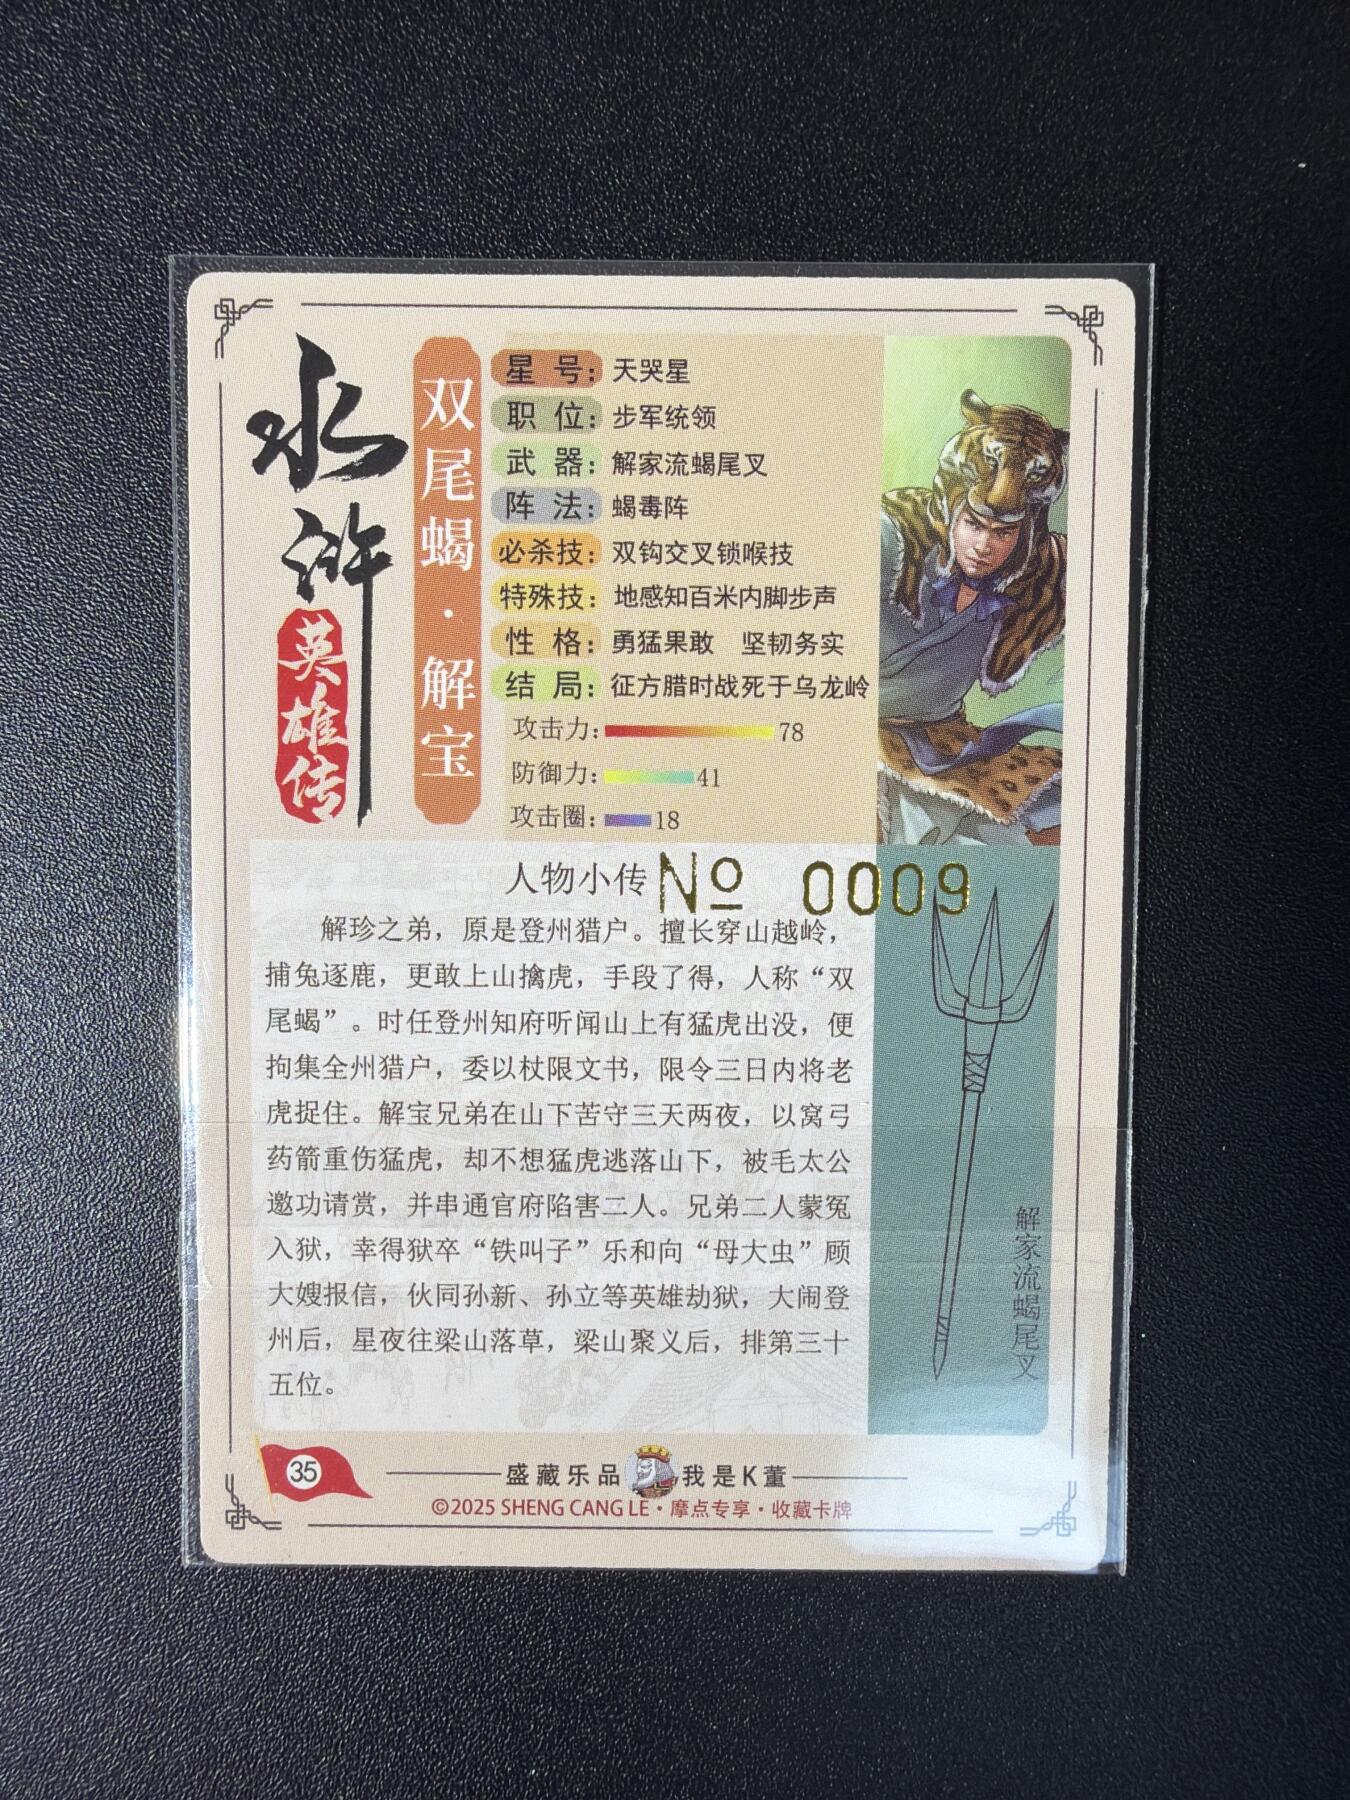 水浒
英雄传
双尾蝎·解宝
星号：天哭星
职位：步军统领
武器：解家流蝎尾叉
阵法：蝎毒阵
必杀技：双钩交叉锁喉技
特殊技：地感知百米内脚步声
性格：勇猛果敢 坚韧务实
结局：征方腊时战死于乌龙岭
攻击力：78
防御力：41
攻击圈：18
人物小传
№ 0009
解珍之弟，原是登州猎户。擅长穿山越岭，
捕兔逐鹿，更敢上山擒虎，手段了得，人称“双
尾蝎”。时任登州知府听闻山上有猛虎出没，便
拘集全州猎户，委以杖限文书，限令三日内将老
虎捉住。解宝兄弟在山下苦守三天两夜，以窝弓
药箭重伤猛虎，却不想猛虎逃落山下，被毛太公
邀功请赏，并串通官府陷害二人。兄弟二人蒙冤
入狱，幸得狱卒“铁叫子”乐和向“母大虫”顾
大嫂报信，伙同孙新、孙立等英雄劫狱，大闹登
州后，星夜往梁山落草，梁山聚义后，排第三十
五位。
解家流蝎尾叉
35
盛藏乐品 我是K董
©2025 SHENG CANG LE·摩点专享·收藏卡牌